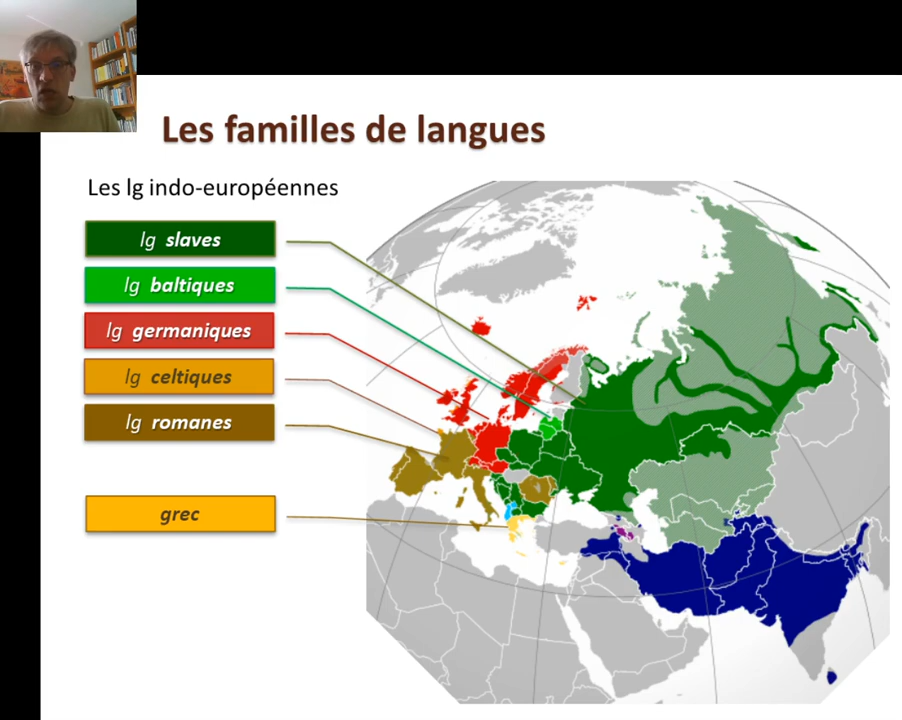 Les familles de langues
Les lg indo-européennes
lg slaves
lg baltiques
lg germaniques
lg celtiques
lg romanes
grec